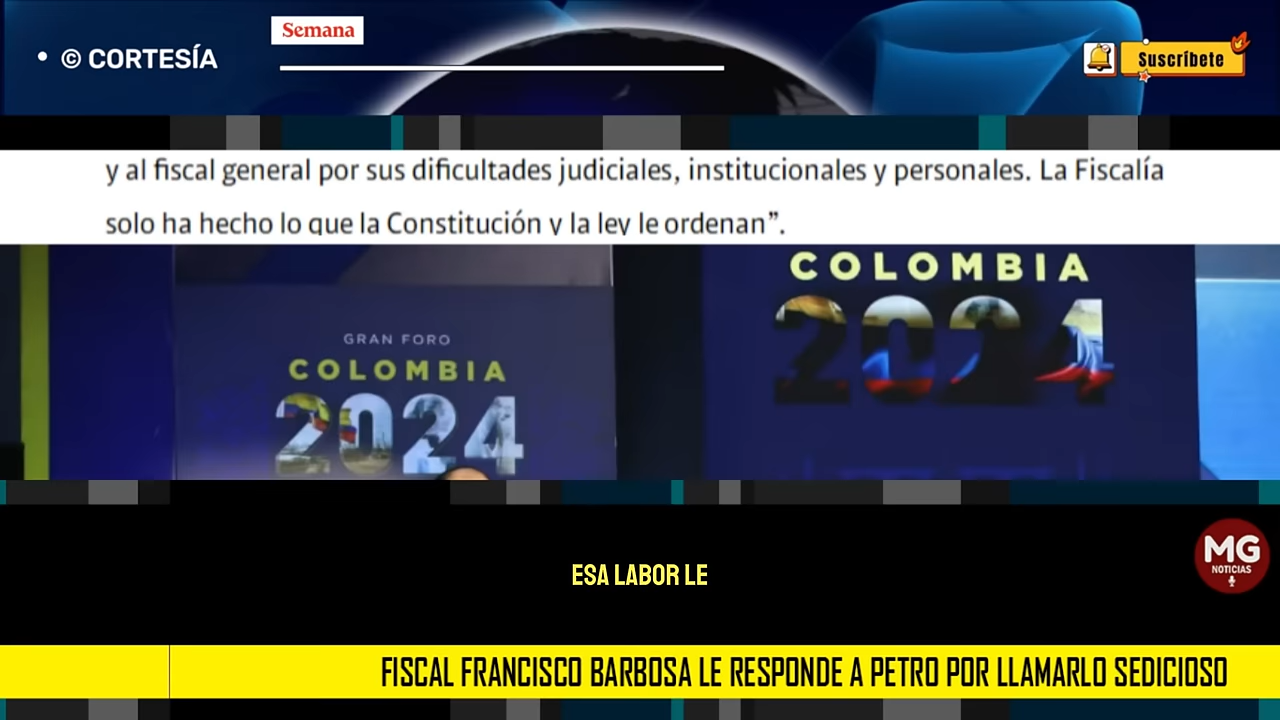 Semana
• © CORTESÍA
Suscríbete
y al fiscal general por sus dificultades judiciales, institucionales y personales. La Fiscalía
solo ha hecho lo que la Constitución y la ley le ordenan”.
GRAN FORO
COLOMBIA
2024
COLOMBIA
2024
ESA LABOR LE
MG
NOTICIAS
FISCAL FRANCISCO BARBOSA LE RESPONDE A PETRO POR LLAMARLO SEDICIOSO